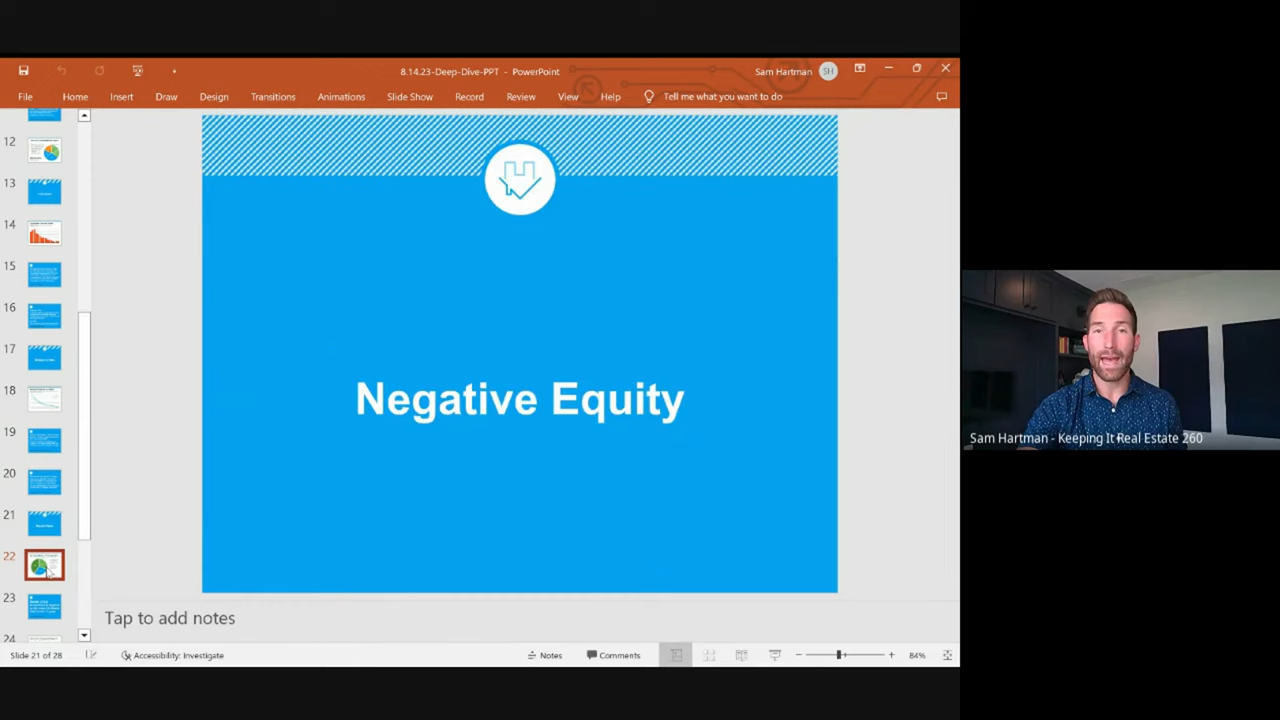 8.14.23-Deep-Dive-PPT - PowerPoint
Sam Hartman
SH
File Home Insert Draw Design Transitions Animations Slide Show Record Review View Help Tell me what you want to do
12
13
14
15
16
17
18
19
20
21
22
23
24
Negative Equity
Tap to add notes
Slide 21 of 28
Accessibility: Investigate
Notes
Comments
84%
Sam Hartman - Keeping It Real Estate 260